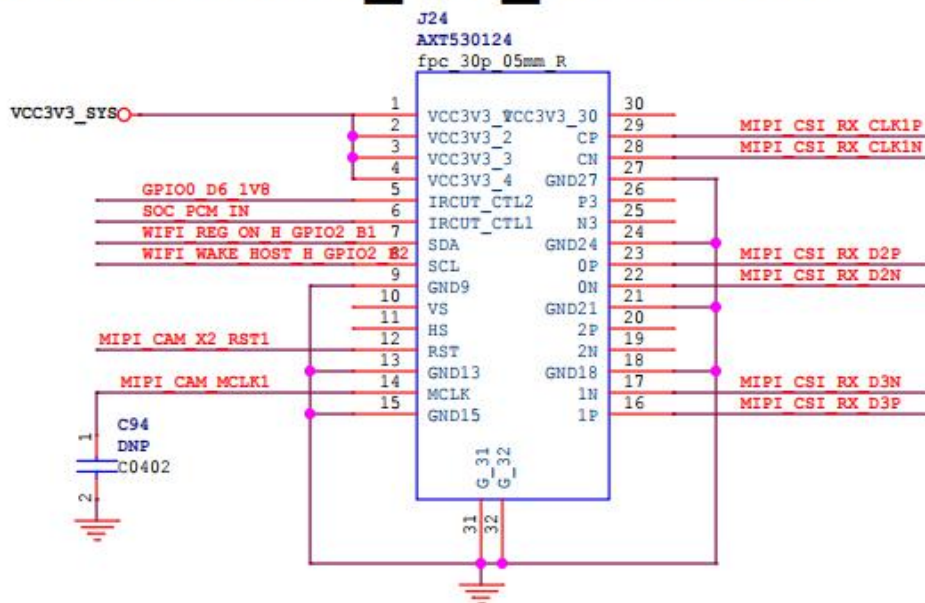 J24
AXT530124
fpc_30p_05mm_R
VCC3V3_SYS
1 VCC3V3_1 VCC3V3_30 30
2 VCC3V3_2 CP 29 MIPI_CSI_RX_CLK1P
3 VCC3V3_3 CN 28 MIPI_CSI_RX_CLK1N
4 VCC3V3_4 GND27 27
GPIO0_D6_1V8 5 IRCUT_CTL2 P3 26
SOC_PCM_IN 6 IRCUT_CTL1 N3 25
WIFI_REG_ON_H_GPIO2_B1 7 SDA GND24 24
WIFI_WAKE_HOST_H_GPIO2_B2 8 SCL 0P 23 MIPI_CSI_RX_D2P
9 GND9 0N 22 MIPI_CSI_RX_D2N
10 VS GND21 21
11 HS 2P 20
MIPI_CAM_X2_RST1 12 RST 2N 19
13 GND13 GND18 18
MIPI_CAM_MCLK1 14 MCLK 1N 17 MIPI_CSI_RX_D3N
15 GND15 1P 16 MIPI_CSI_RX_D3P
C94
1 DNP
C0402
2
G_31 G_32
31 32